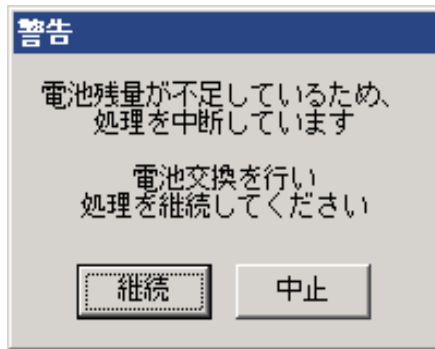 警告
電池残量が不足しているため、
処理を中断しています
電池交換を行い
処理を継続してください
継続
中止